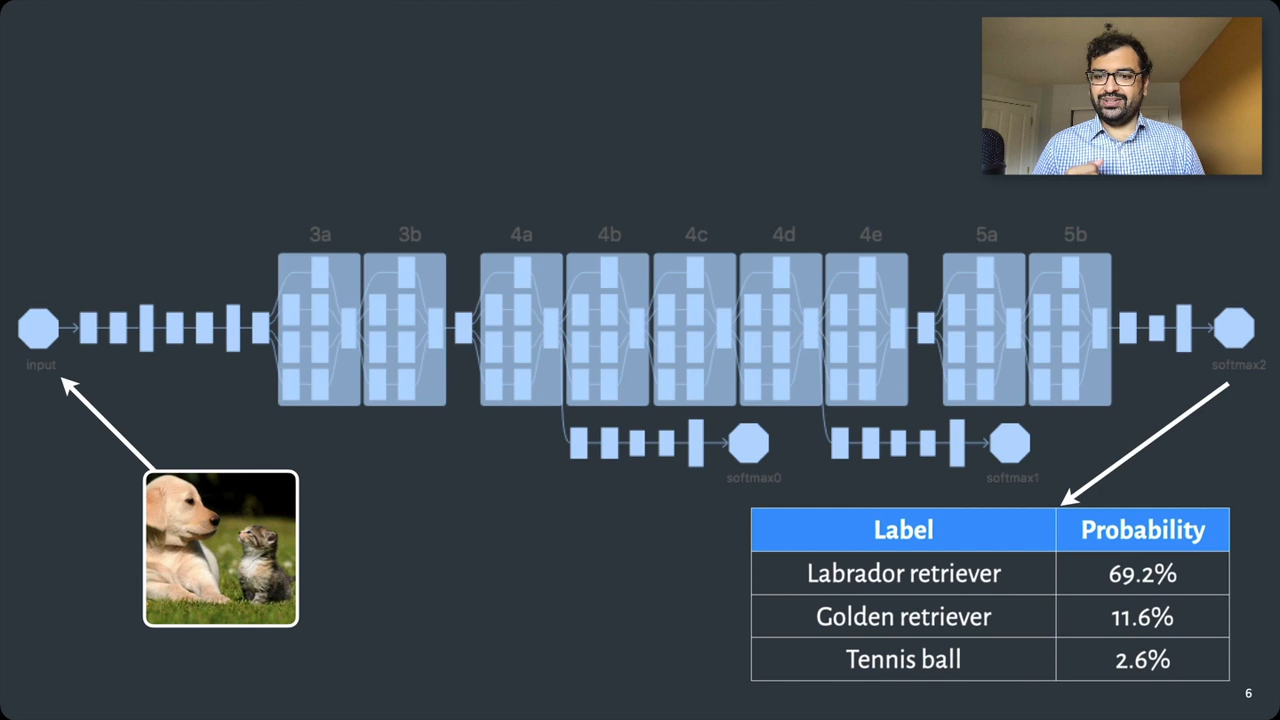 3a 3b 4a 4b 4c 4d 4e 5a 5b
input
softmax2
softmax0
softmax1
Label Probability
Labrador retriever 69.2%
Golden retriever 11.6%
Tennis ball 2.6%
6